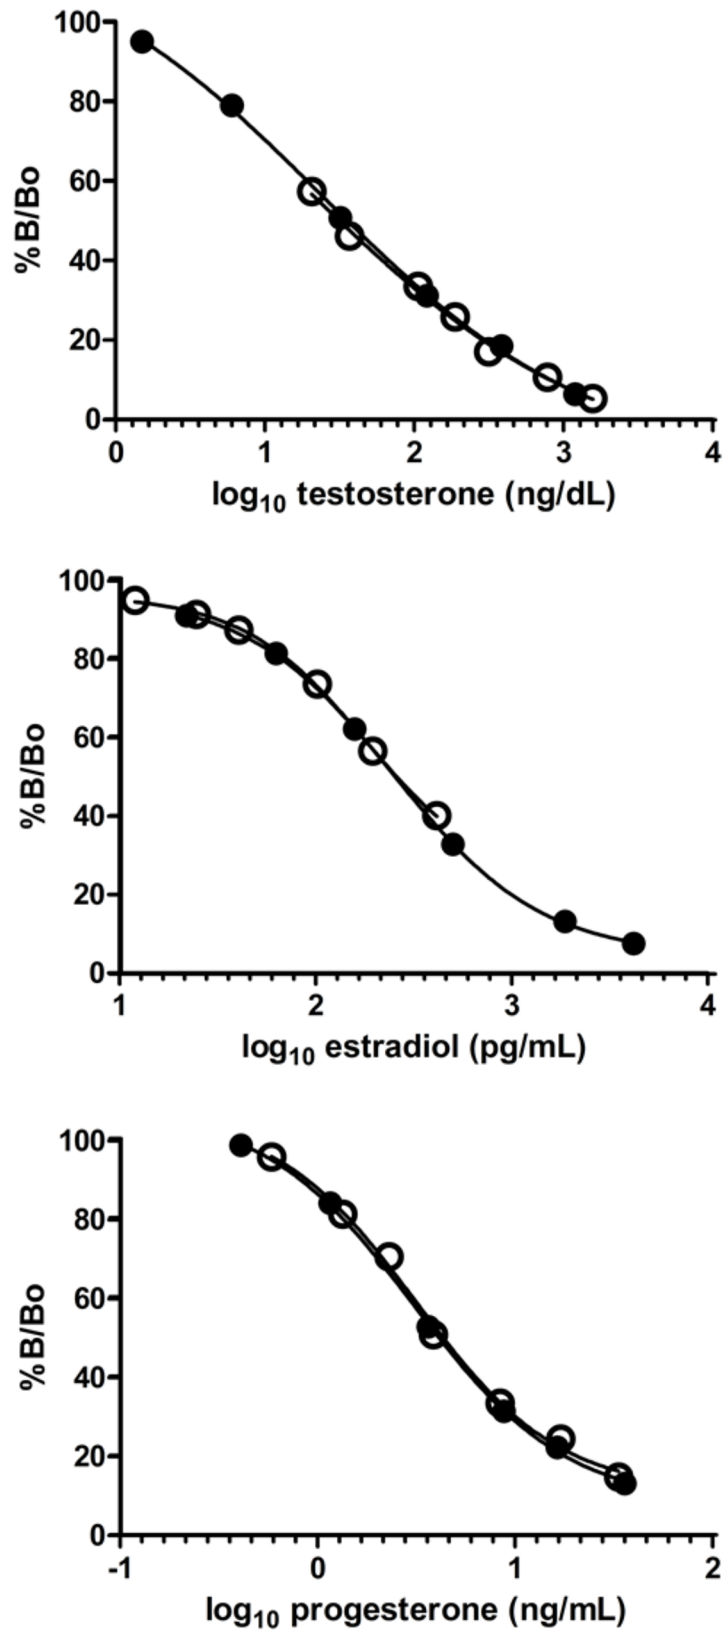 100
80
60
40
20
0
%B/Bo
0 1 2 3 4
log10 testosterone (ng/dL)
100
80
60
40
20
0
%B/Bo
1 2 3 4
log10 estradiol (pg/mL)
100
80
60
40
20
0
%B/Bo
-1 0 1 2
log10 progesterone (ng/mL)